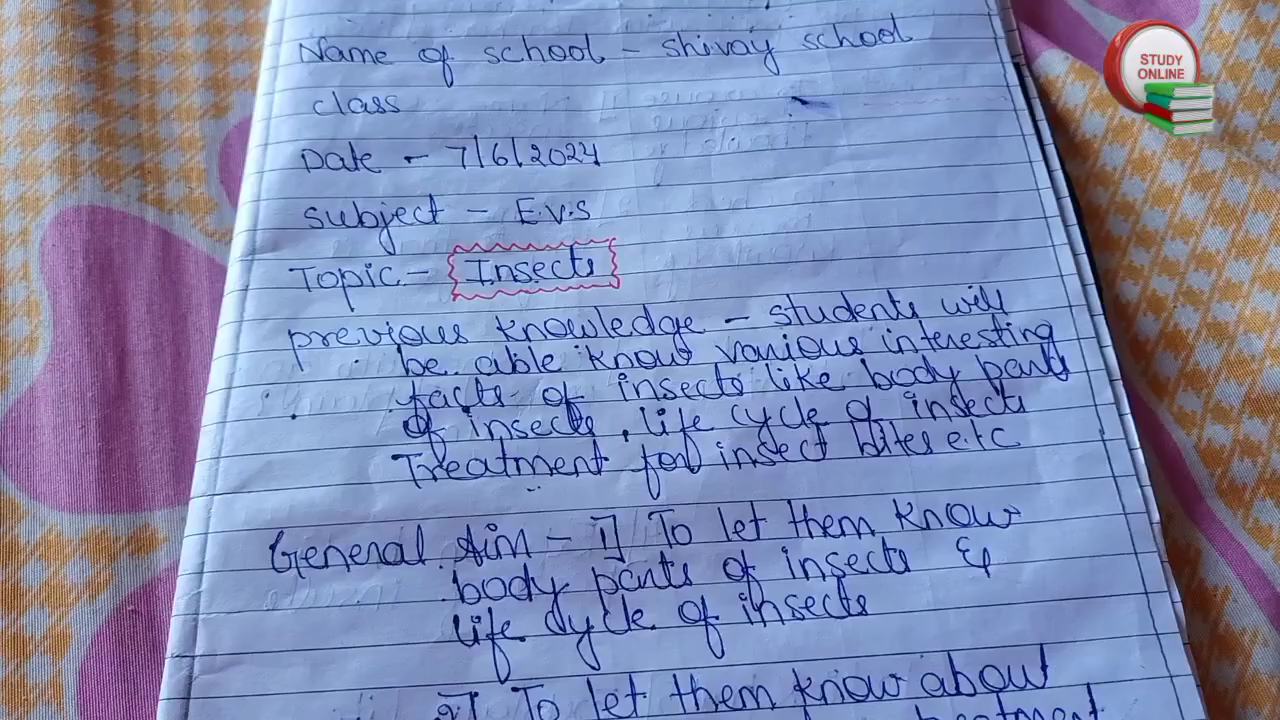 Name of school - shivay school
class
Date - 7/6/2024
subject - E.V.S
Topic - Insects
previous knowledge - students will
be able know various interesting
facts of insects like body parts
of insects, life cycle of insects
Treatment for insect bites etc
General Aim - 1] To let them know
body parts of insects &
life cycle of insects
2] To let them know about
treatment
STUDY
ONLINE